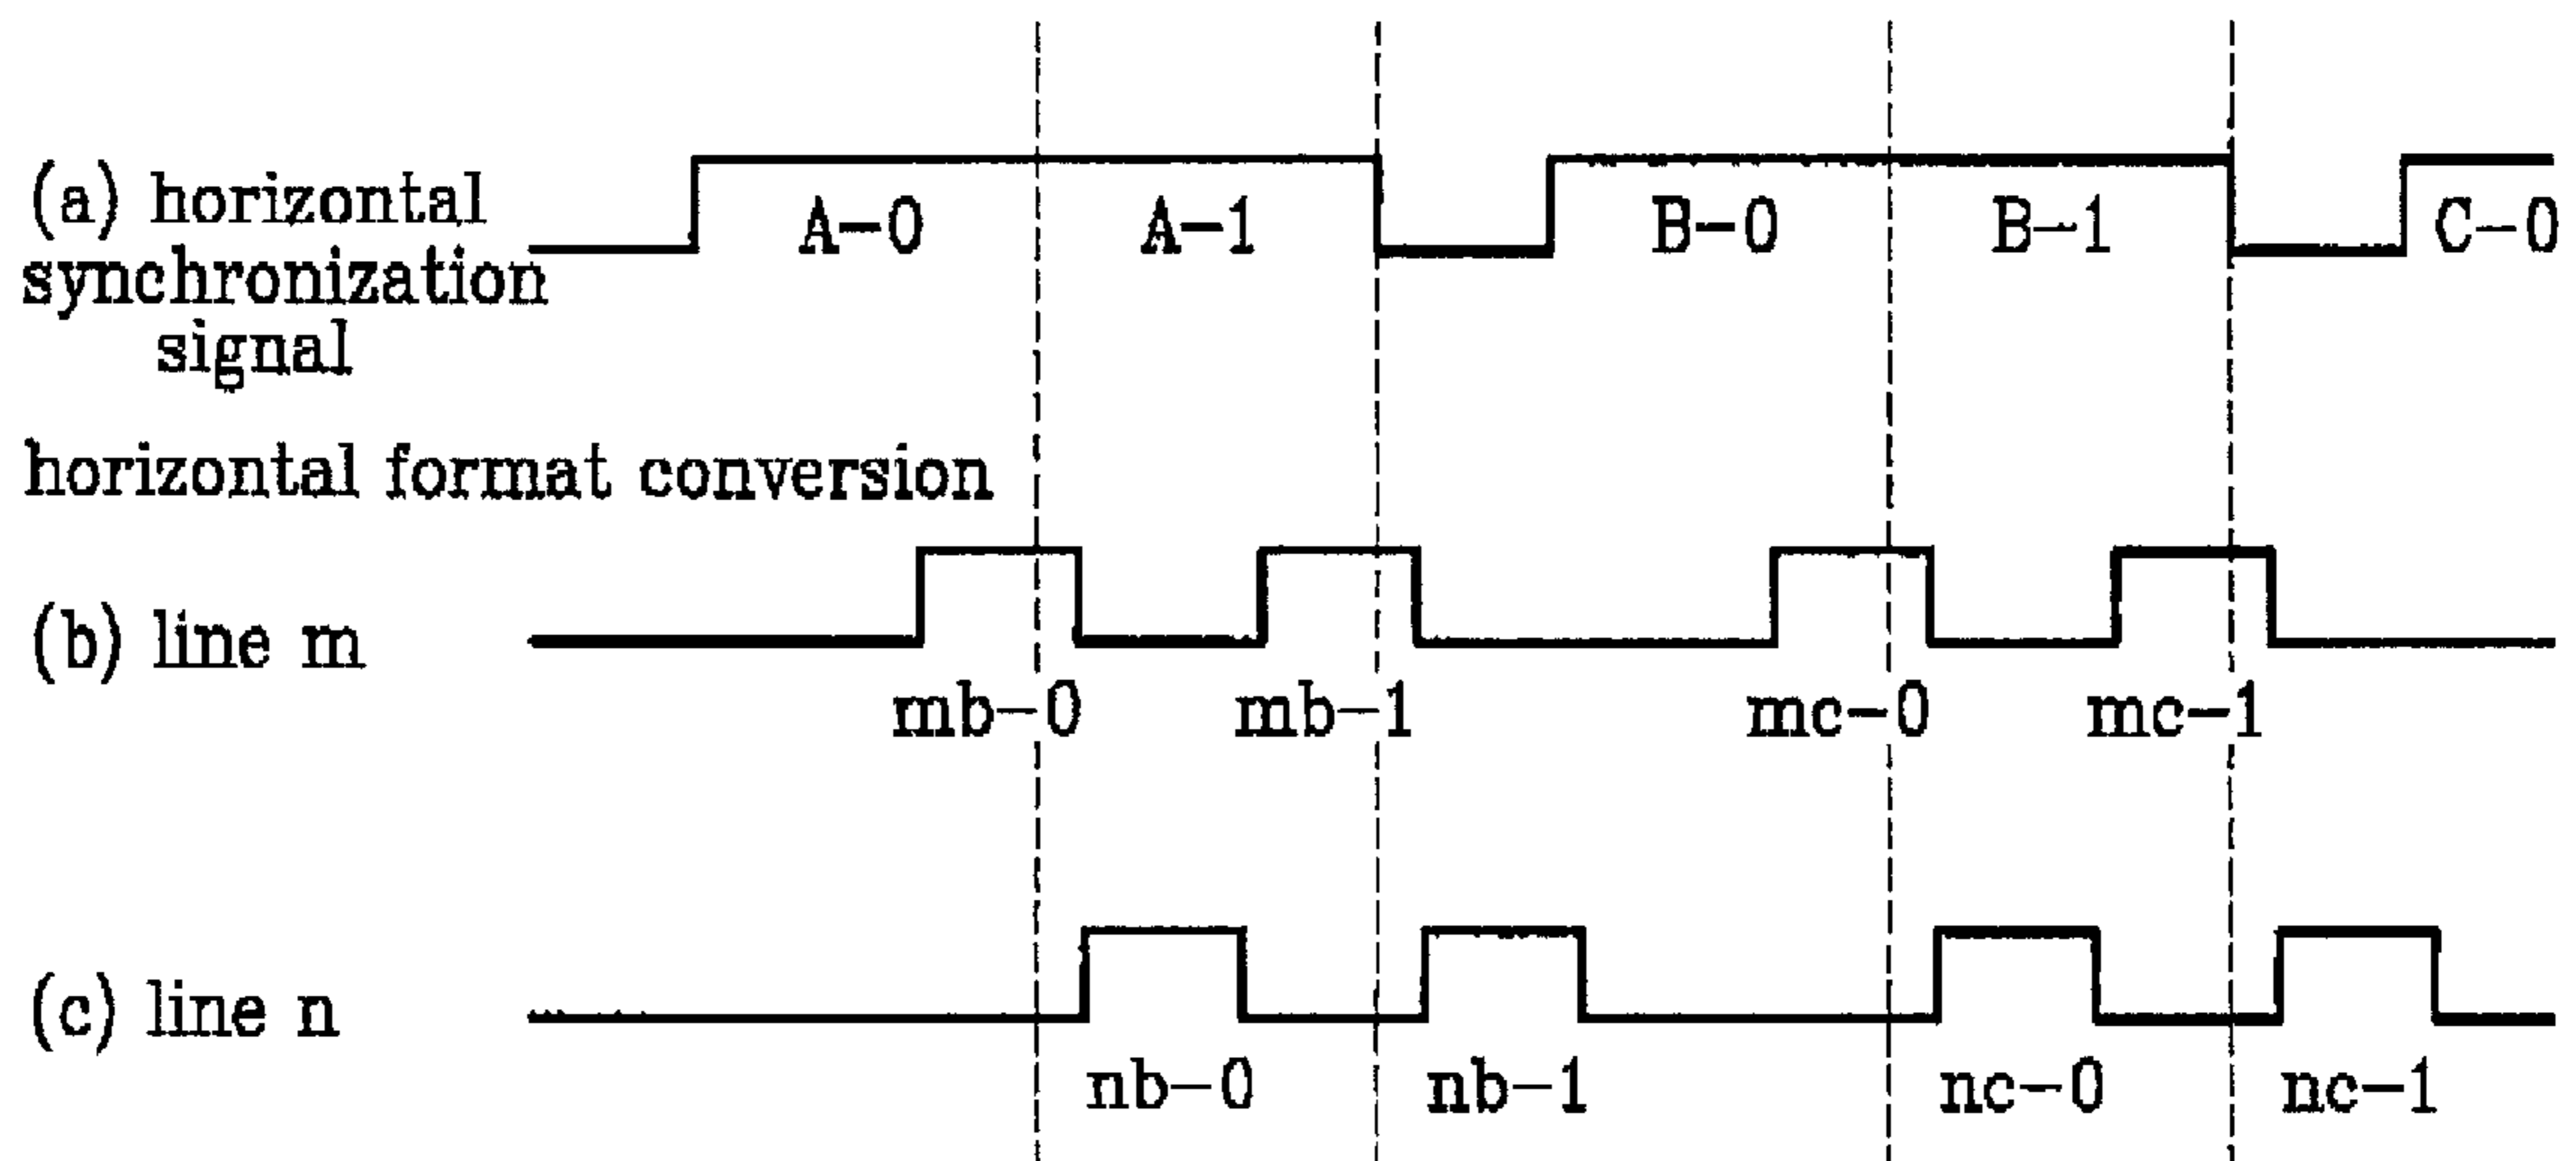 (a) horizontal
synchronization
signal
A-0 A-1 B-0 B-1 C-0
horizontal format conversion
(b) line m
mb-0 mb-1 mc-0 mc-1
(c) line n
nb-0 nb-1 nc-0 nc-1